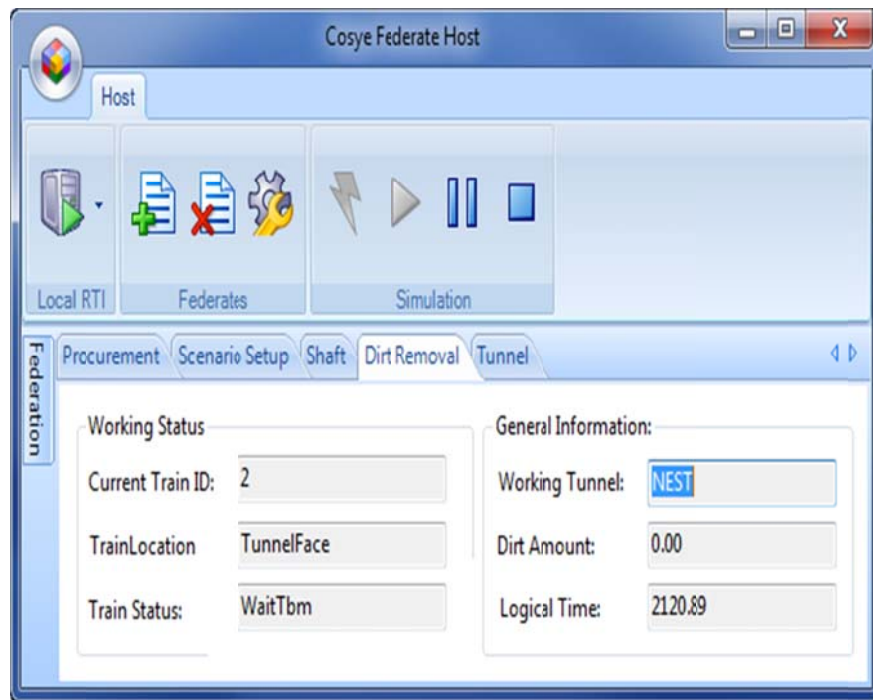 Cosye Federate Host
Host
Local RTI
Federates
Simulation
Federation
Procurement
Scenario Setup
Shaft
Dirt Removal
Tunnel
Working Status
Current Train ID: 2
TrainLocation TunnelFace
Train Status: WaitTbm
General Information:
Working Tunnel: NEST
Dirt Amount: 0.00
Logical Time: 2120.89